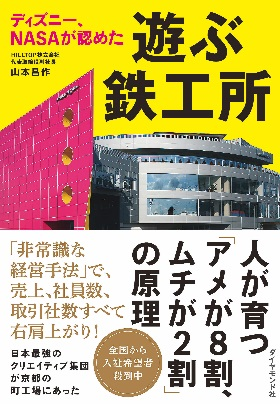 ディズニー、
NASAが認めた
遊ぶ
鉄工所
HILLTOP株式会社
代表取締役副社長
山本昌作
人が育つ
「アメが8割、
ムチが2割」
の原理
「非常識な
経営手法」で、
売上、社員数、
取引社数すべて
右肩上がり!
全国から
入社希望者
殺到中
日本最強の
クリエイティブ集団
が京都の
町工場にあった
ダイヤモンド社